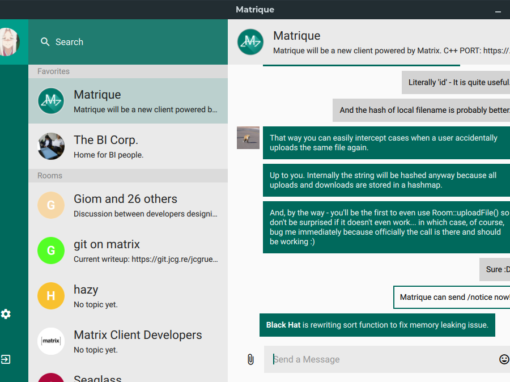 Matrique
Search
Favorites
Matrique
Matrique will be a new client powered b...
The BI Corp.
Home for BI people.
Rooms
G
Giom and 26 others
Discussion between developers designi...
G
git on matrix
Current writeup: https://git.jcg.re/jcgrue...
H
hazy
No topic yet.
[matrix]
Matrix Client Developers
No topic yet.
Seaglass
Matrique
Matrique will be a new client powered by Matrix. C++ PORT: https://
Literally 'id' - It is quite useful.
And the hash of local filename is probably better
That way you can easily intercept cases when a user accidentally
uploads the same file again.
Up to you. Internally the string will be hashed anyway because all
uploads and downloads are stored in a hashmap.
And, by the way - you'll be the first to even use Room::uploadFile() so
don't be surprised if it doesn't even work... in which case, of course,
bug me immediately because officially the call is there and should
be working :)
Sure :D
Matrique can send /notice now!
Black Hat is rewriting sort function to fix memory leaking issue.
Send a Message